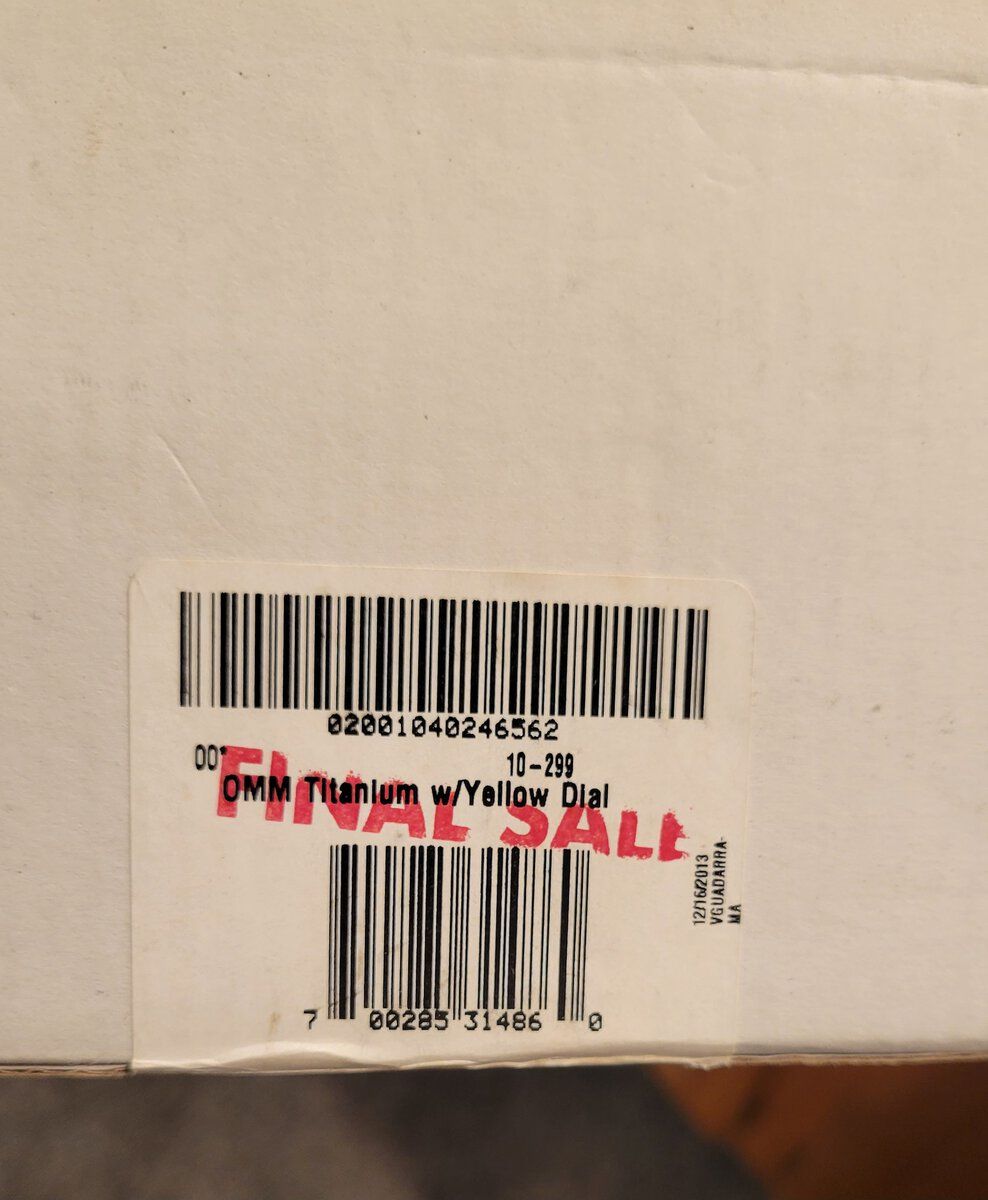 02001040246562
00* 10-299
OMM Titanium w/Yellow Dial
FINAL SALE
12/16/2013
VGUADARRA-
MA
7 00285 31486 0